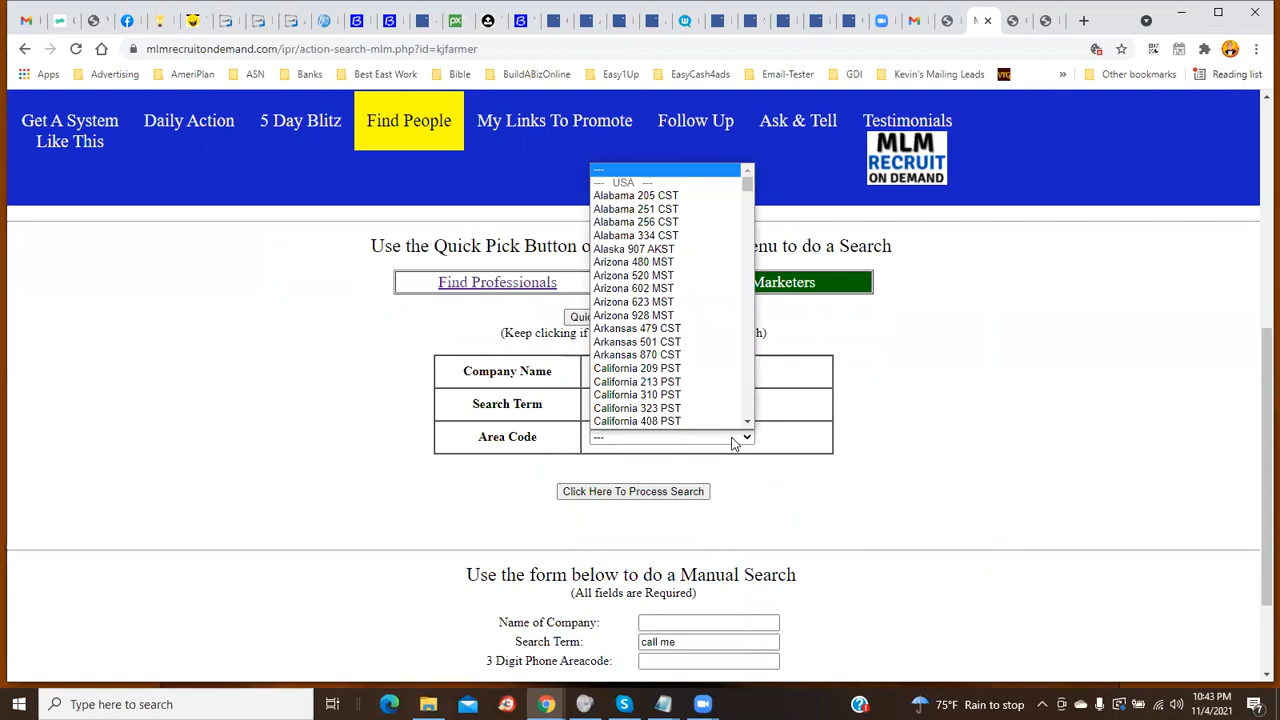 mlmrecruitondemand.com/ipr/action-search-mlm.php?id=kjfarmer
Apps
Advertising
AmeriPlan
ASN
Banks
Best East Work
Bible
BuildABizOnline
Easy1Up
EasyCash4ads
Email-Tester
GDI
Kevin's Mailing Leads
VFG
»
Other bookmarks
Reading list
Get A System
Like This
Daily Action
5 Day Blitz
Find People
My Links To Promote
Follow Up
Ask & Tell
Testimonials
MLM
RECRUIT
ON DEMAND
Use the Quick Pick Button o
nu to do a Search
Find Professionals
Marketers
Quic
(Keep clicking if
h)
Company Name
Search Term
Area Code
---
--- USA ---
Alabama 205 CST
Alabama 251 CST
Alabama 256 CST
Alabama 334 CST
Alaska 907 AKST
Arizona 480 MST
Arizona 520 MST
Arizona 602 MST
Arizona 623 MST
Arizona 928 MST
Arkansas 479 CST
Arkansas 501 CST
Arkansas 870 CST
California 209 PST
California 213 PST
California 310 PST
California 323 PST
California 408 PST
---
Click Here To Process Search
Use the form below to do a Manual Search
(All fields are Required)
Name of Company:
Search Term:
call me
3 Digit Phone Areacode:
Type here to search
75°F Rain to stop
10:43 PM
11/4/2021